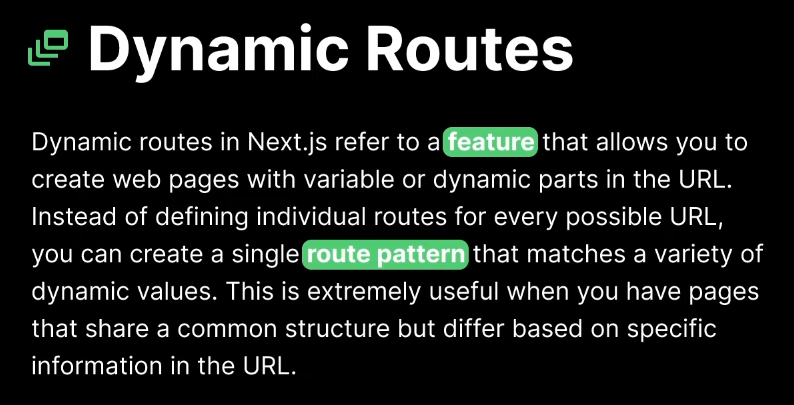 Dynamic Routes
Dynamic routes in Next.js refer to a feature that allows you to
create web pages with variable or dynamic parts in the URL.
Instead of defining individual routes for every possible URL,
you can create a single route pattern that matches a variety of
dynamic values. This is extremely useful when you have pages
that share a common structure but differ based on specific
information in the URL.